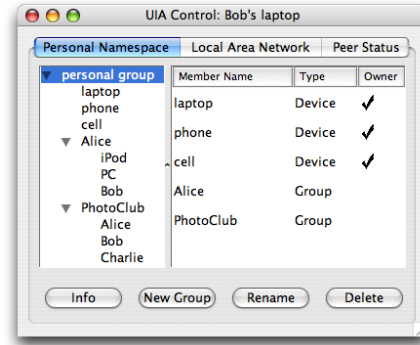 UIA Control: Bob's laptop
Personal Namespace Local Area Network Peer Status
personal group
laptop
phone
cell
Alice
iPod
PC
Bob
PhotoClub
Alice
Bob
Charlie
Member Name Type Owner
laptop Device ✓
phone Device ✓
cell Device ✓
Alice Group
PhotoClub Group
Info New Group Rename Delete